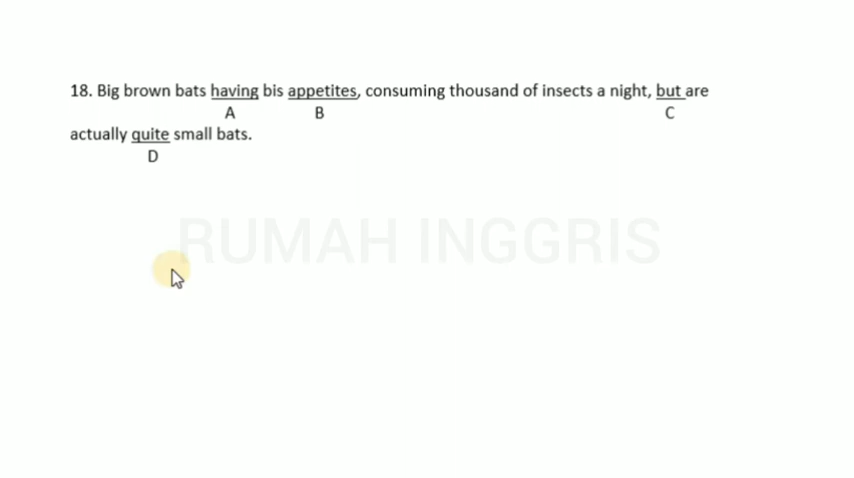 18. Big brown bats having bis appetites, consuming thousand of insects a night, but are
A B C
actually quite small bats.
D
RUMAH INGGRIS